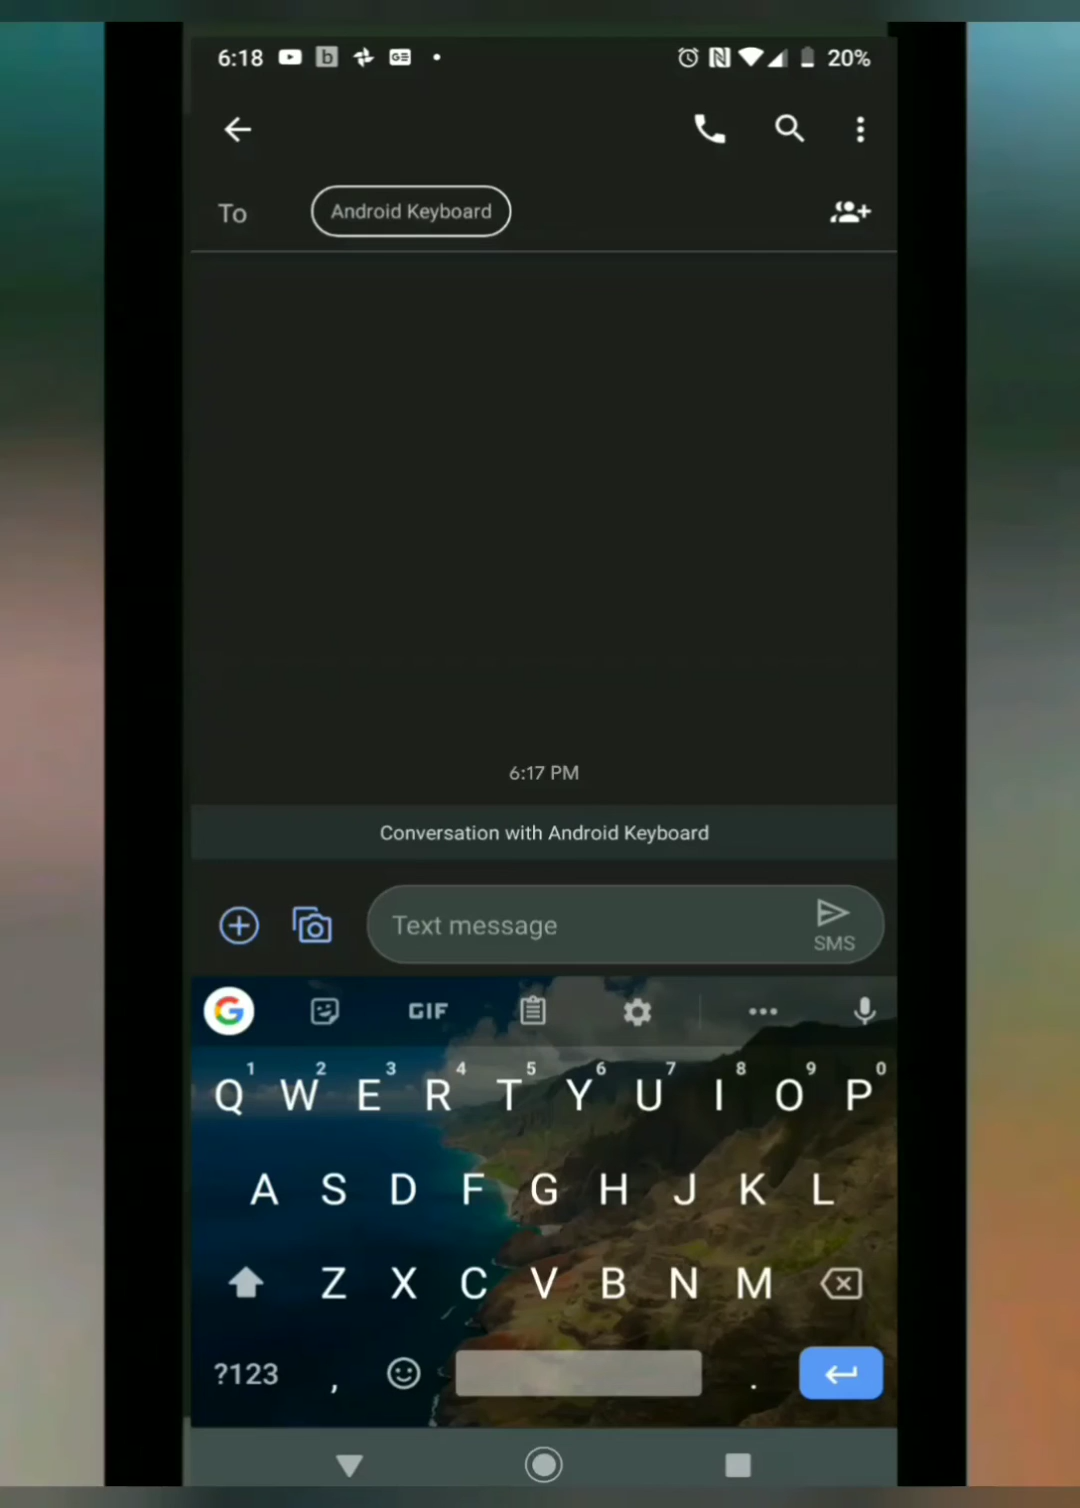 6:18 b GE 20%
To Android Keyboard
6:17 PM
Conversation with Android Keyboard
Text message
SMS
G GIF
1 2 3 4 5 6 7 8 9 0
Q W E R T Y U I O P
A S D F G H J K L
Z X C V B N M
?123 , .